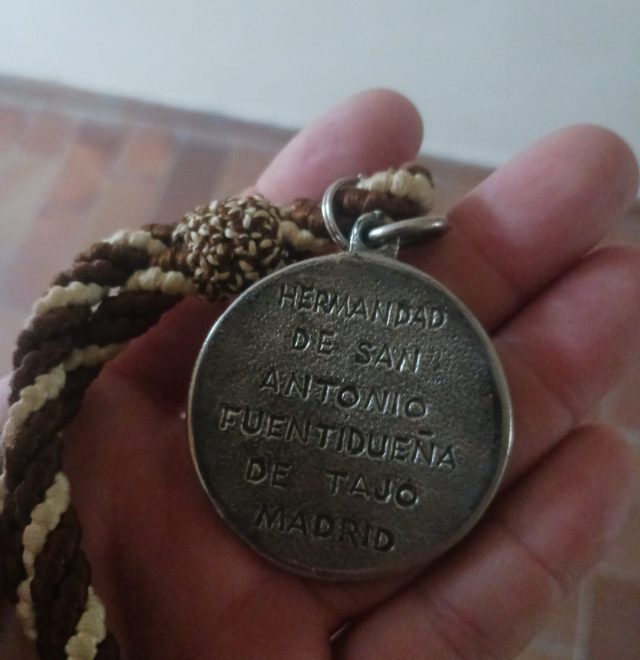 HERMANDAD
DE SAN
ANTONIO
FUENTIDUEÑA
DE TAJO
MADRID